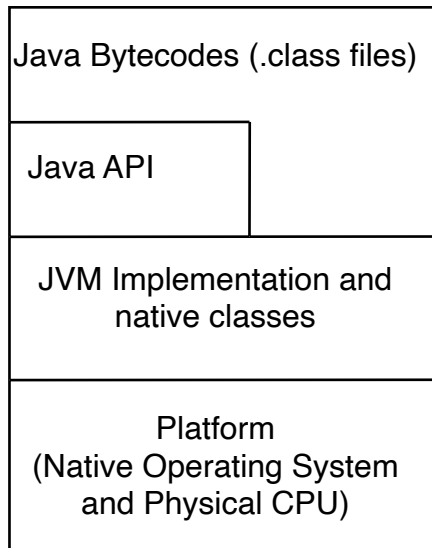 Java Bytecodes (.class files)
Java API
JVM Implementation and
native classes
Platform
(Native Operating System
and Physical CPU)